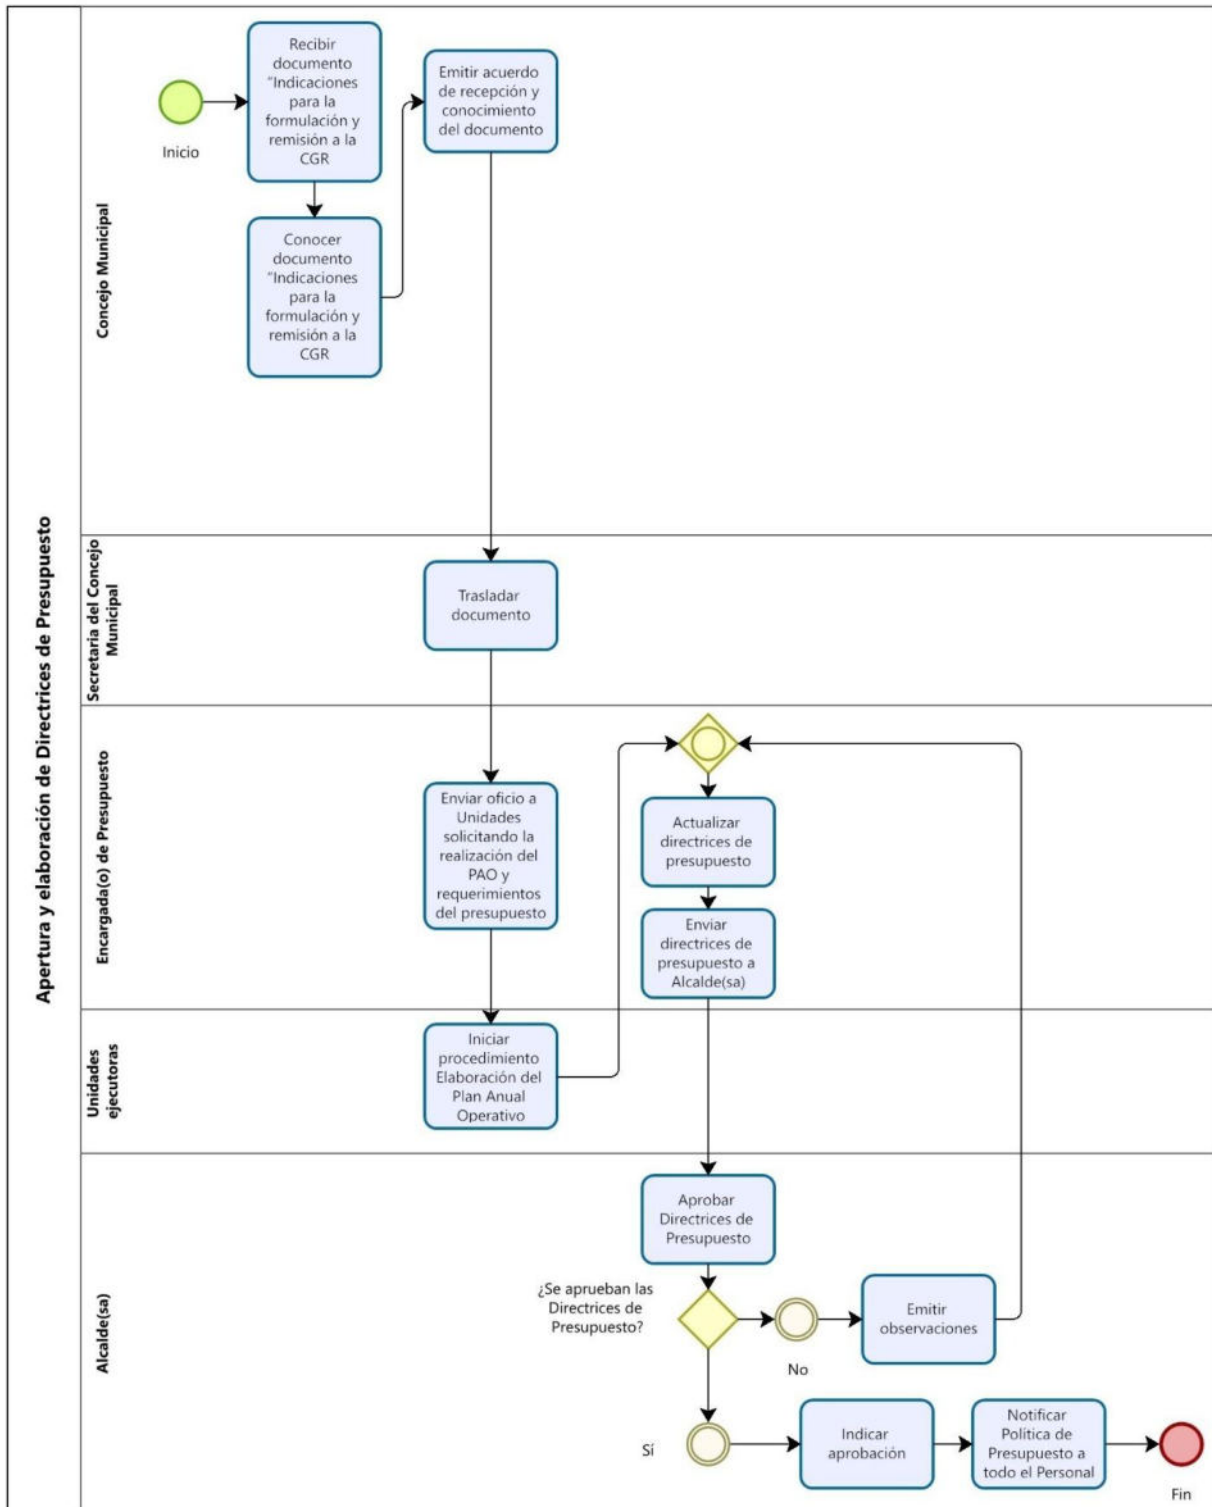 Apertura y elaboración de Directrices de Presupuesto
Concejo Municipal
Inicio
Recibir
documento
"Indicaciones
para la
formulación y
remisión a la
CGR
Conocer
documento
"Indicaciones
para la
formulación y
remisión a la
CGR
Emitir acuerdo
de recepción y
conocimiento
del documento
Secretaria del Concejo
Municipal
Trasladar
documento
Encargada(o) de Presupuesto
Enviar oficio a
Unidades
solicitando la
realización del
PAO y
requerimientos
del presupuesto
Actualizar
directrices de
presupuesto
Enviar
directrices de
presupuesto a
Alcalde(sa)
Unidades
ejecutoras
Iniciar
procedimiento
Elaboración del
Plan Anual
Operativo
Alcalde(sa)
Aprobar
Directrices de
Presupuesto
¿Se aprueban las
Directrices de
Presupuesto?
No
Emitir
observaciones
Sí
Indicar
aprobación
Notificar
Política de
Presupuesto a
todo el Personal
Fin